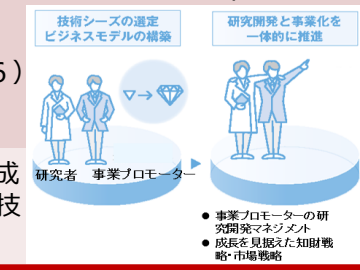 技術シーズの選定
ビジネスモデルの構築
研究開発と事業化を
一体的に推進
5）
▽→
成
技
研究者 事業プロモーター
● 事業プロモーターの研
究開発マネジメント
● 成長を見据えた知財戦
略・市場戦略